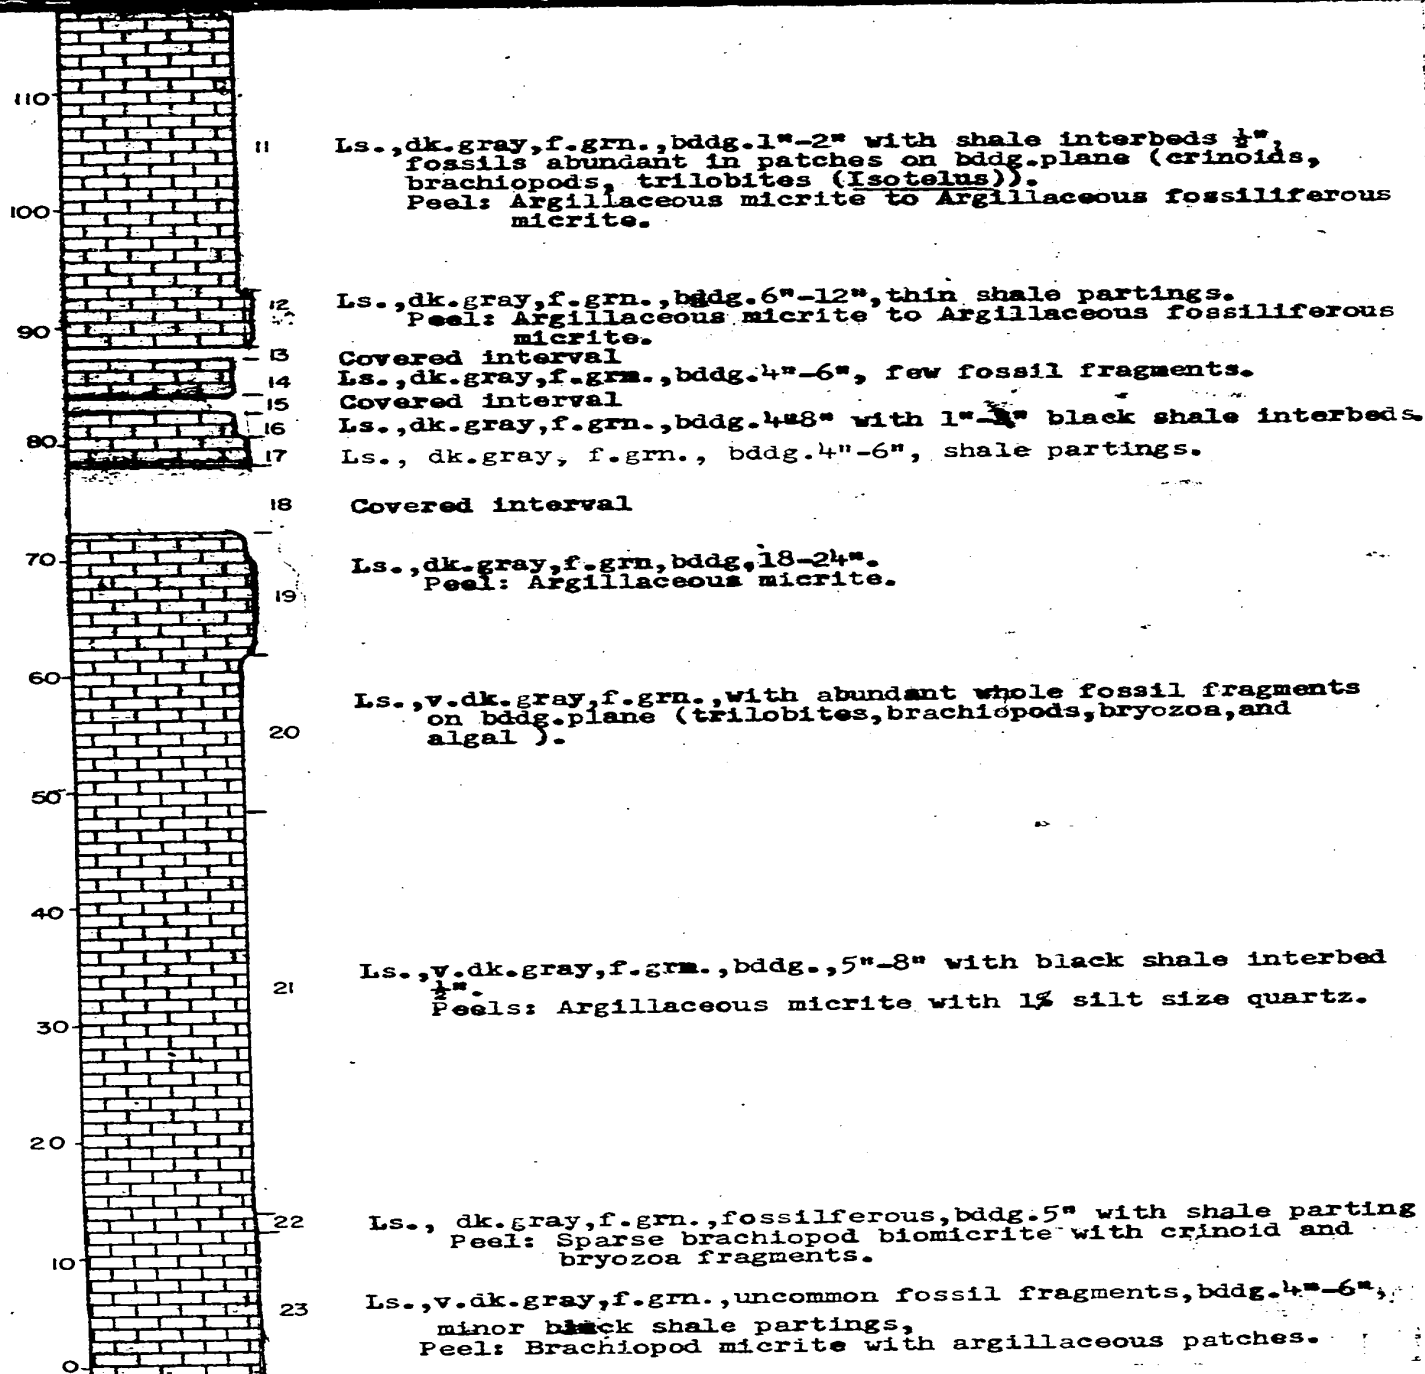 110
11 Ls.,dk.gray,f.grn.,bddg.1"-2" with shale interbeds ½",
fossils abundant in patches on bddg.plane (crinoids,
brachiopods, trilobites (Isotelus)).
100
Peel: Argillaceous micrite to Argillaceous fossiliferous
micrite.
12 Ls.,dk.gray,f.grn.,bddg.6"-12",thin shale partings.
90
Peel: Argillaceous micrite to Argillaceous fossiliferous
micrite.
13 Covered interval
14 Ls.,dk.gray,f.grn.,bddg.4"-6", few fossil fragments.
15 Covered interval
16 Ls.,dk.gray,f.grn.,bddg.4"8" with 1"- black shale interbeds.
80
17 Ls., dk.gray, f.grn., bddg.4"-6", shale partings.
18 Covered interval
70
Ls.,dk.gray,f.grn,bddg,18-24".
Peel: Argillaceous micrite.
19
60
Ls.,v.dk.gray,f.grn.,with abundant whole fossil fragments
on bddg.plane (trilobites,brachiopods,bryozoa,and
20 algal ).
50
40
Ls.,v.dk.gray,f.grn.,bddg.,5"-8" with black shale interbed
21 ½".
Peels: Argillaceous micrite with 1% silt size quartz.
30
20
22 Ls., dk.gray,f.grn.,fossilferous,bddg.5" with shale parting
Peel: Sparse brachiopod biomicrite with crinoid and
10 bryozoa fragments.
23 Ls.,v.dk.gray,f.grn.,uncommon fossil fragments,bddg.4"-6",
minor black shale partings,
Peel: Brachiopod micrite with argillaceous patches.
0